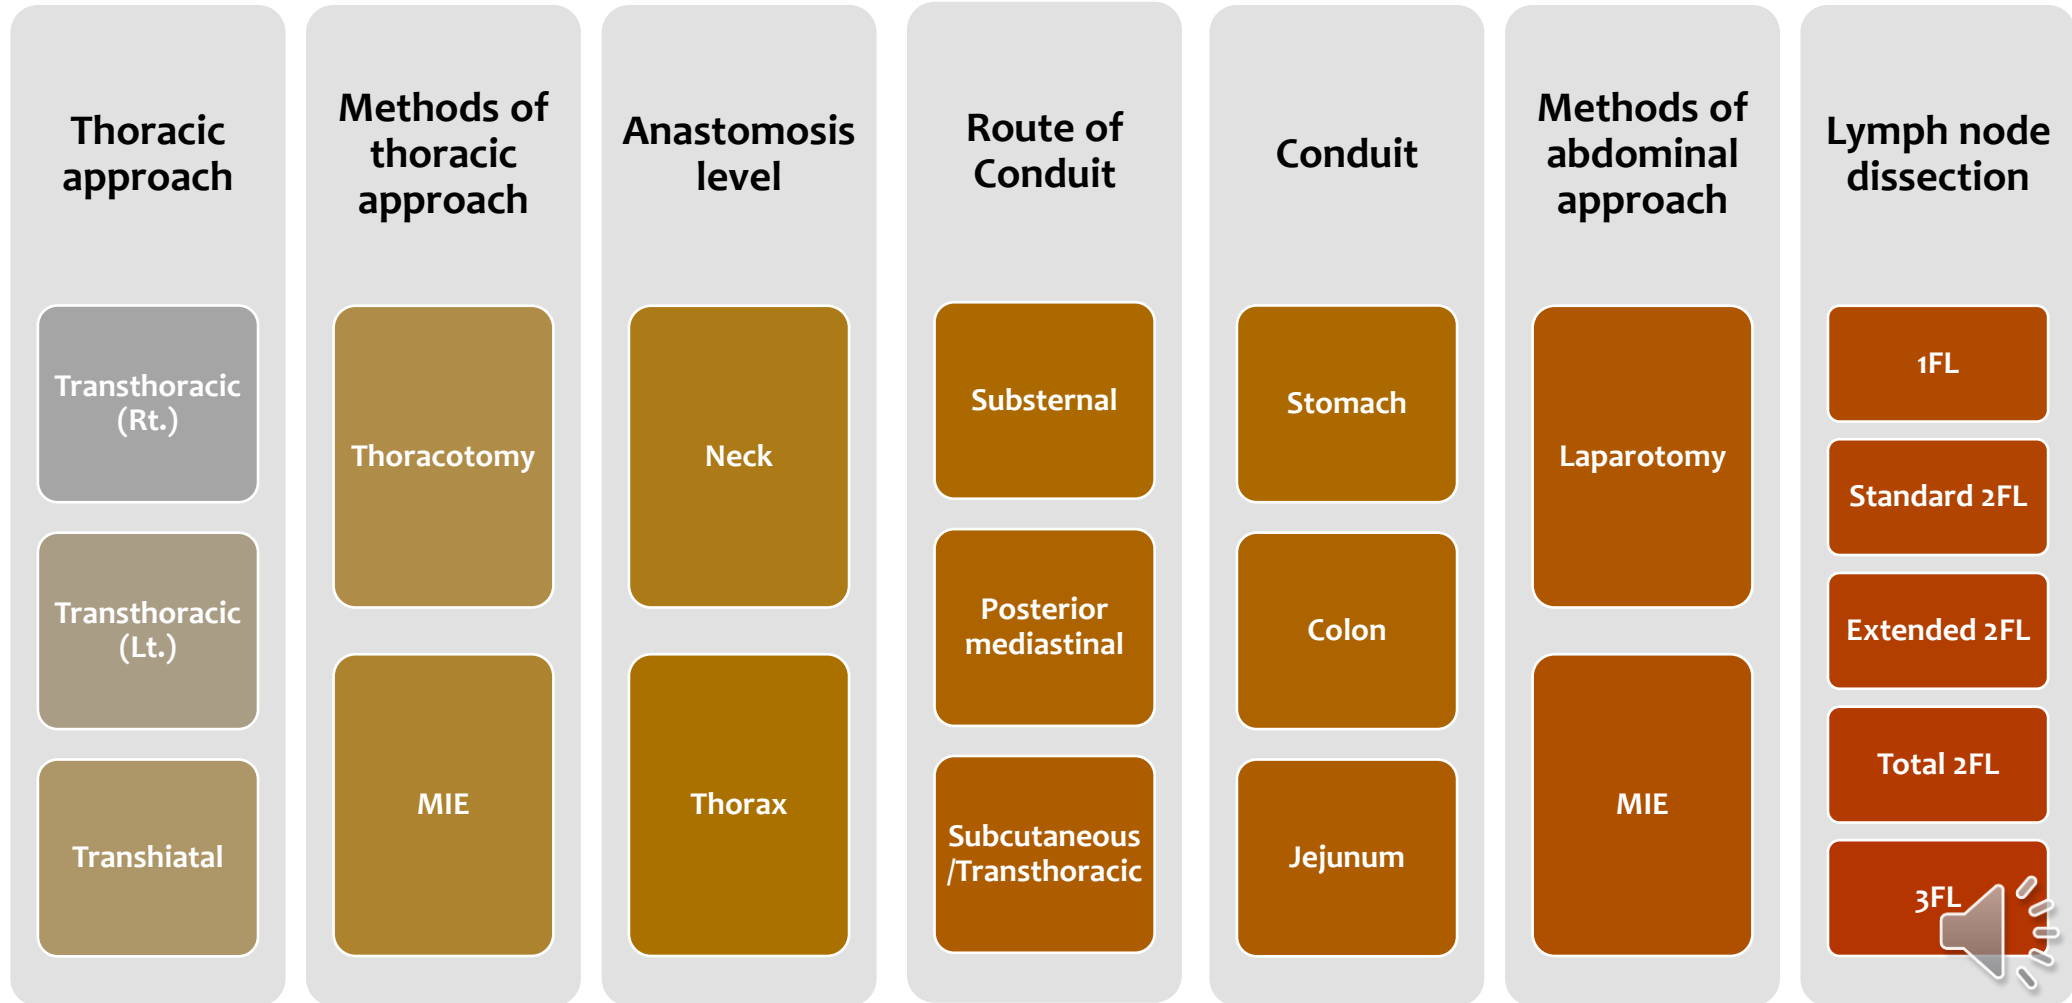 Thoracic
approach
Transthoracic
(Rt.)
Transthoracic
(Lt.)
Transhiatal
Methods of
thoracic
approach
Thoracotomy
MIE
Anastomosis
level
Neck
Thorax
Route of
Conduit
Substernal
Posterior
mediastinal
Subcutaneous
/Transthoracic
Conduit
Stomach
Colon
Jejunum
Methods of
abdominal
approach
Laparotomy
MIE
Lymph node
dissection
1FL
Standard 2FL
Extended 2FL
Total 2FL
3FL